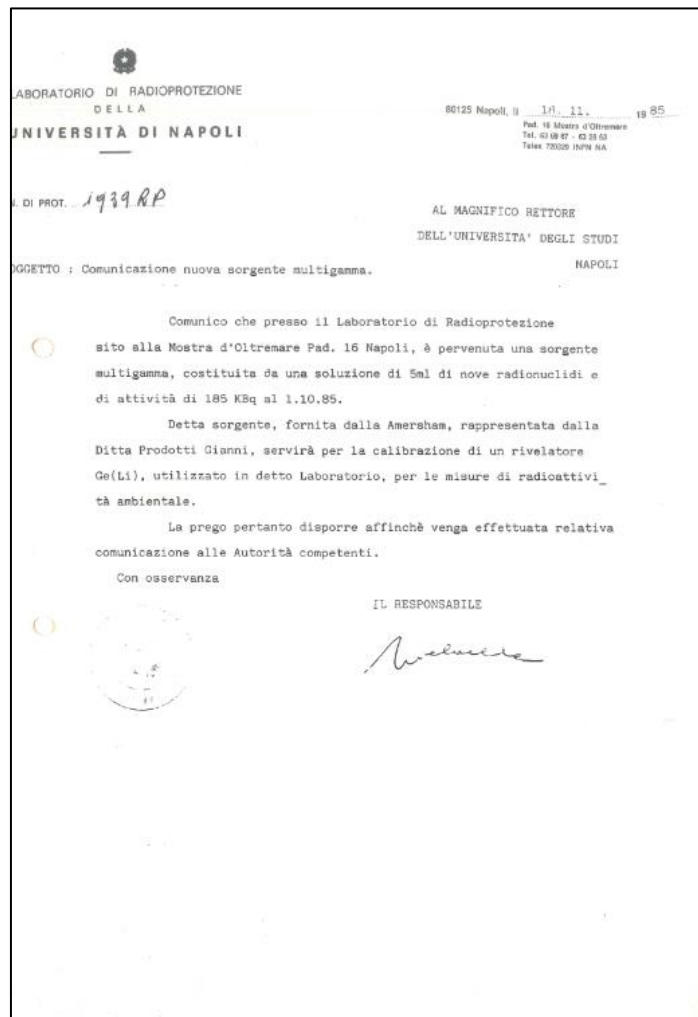 LABORATORIO DI RADIOPROTEZIONE
DELLA
UNIVERSITÀ DI NAPOLI
80125 Napoli, li 18. 11. 1985
Pad. 16 Mostra d'Oltremare
Telex 720320 INFN NA
N. DI PROT. 1939 RP
AL MAGNIFICO RETTORE
DELL'UNIVERSITA' DEGLI STUDI
NAPOLI
OGGETTO : Comunicazione nuova sorgente multigamma.
Comunico che presso il Laboratorio di Radioprotezione
sito alla Mostra d'Oltremare Pad. 16 Napoli, è pervenuta una sorgente
multigamma, costituita da una soluzione di 5ml di nove radionuclidi e
di attività di 185 KBq al 1.10.85.
Detta sorgente, fornita dalla Amersham, rappresentata dalla
Ditta Prodotti Gianni, servirà per la calibrazione di un rivelatore
Ge(Li), utilizzato in detto Laboratorio, per le misure di radioattivi_
tà ambientale.
La prego pertanto disporre affinchè venga effettuata relativa
comunicazione alle Autorità competenti.
Con osservanza
IL RESPONSABILE